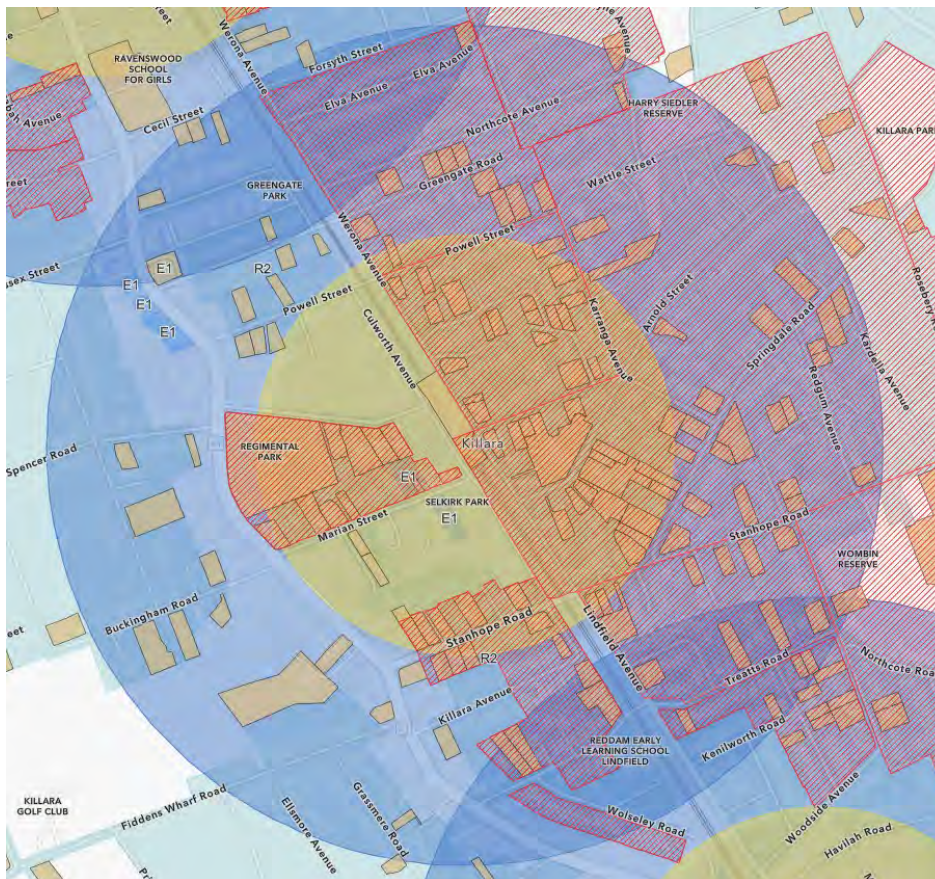 Street
Werona Avenue
RAVENSWOOD
SCHOOL
FOR GIRLS
Forsyth Street
Elva Avenue
Elva Avenue
Avenue
HARRY SIEDLER
RESERVE
Northcote Avenue
KILLARA PARK
Cecil Street
Avenue
Greengate Road
Wattle Street
GREENGATE
PARK
Werona Avenue
Powell Street
Street
E1
E1
E1
E1
R2
Powell Street
Culworth Avenue
Karranga Avenue
Arnold Street
Springdale Road
Redgum Avenue
Kardella Avenue
Killara
REGIMENTAL
PARK
Spencer Road
E1
SELKIRK PARK
E1
Marian Street
Stanhope Road
WOMBIN
RESERVE
Buckingham Road
Stanhope Road
R2
Lindfield Avenue
Treatts Road
Northcote Road
Killara Avenue
REDDAM EARLY
LEARNING SCHOOL
LINDFIELD
Kenilworth Road
KILLARA
GOLF CLUB
Fiddens Wharf Road
Ellsmore Avenue
Grassmere Road
Wolseley Road
Woodside Avenue
Havilah Road